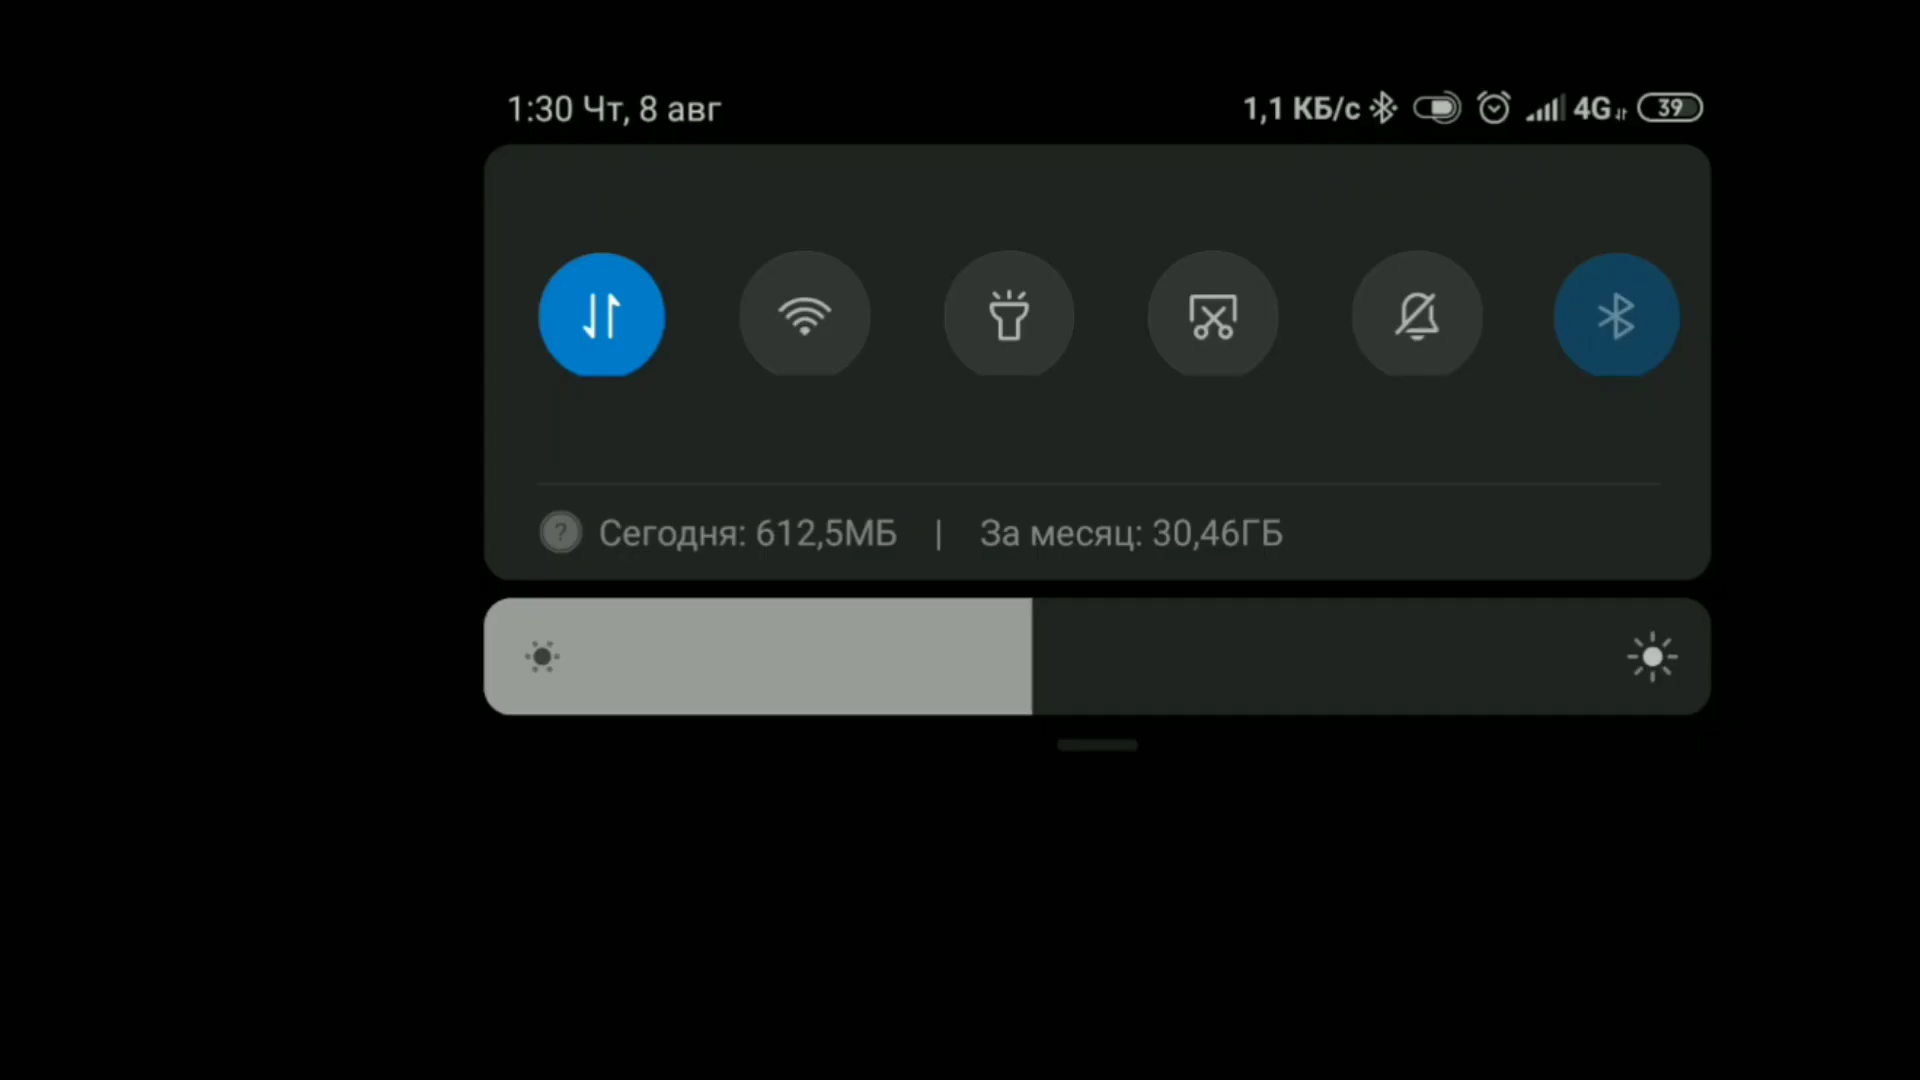 1:30 Чт, 8 авг 1,1 КБ/с 4G 39
? Сегодня: 612,5МБ | За месяц: 30,46ГБ